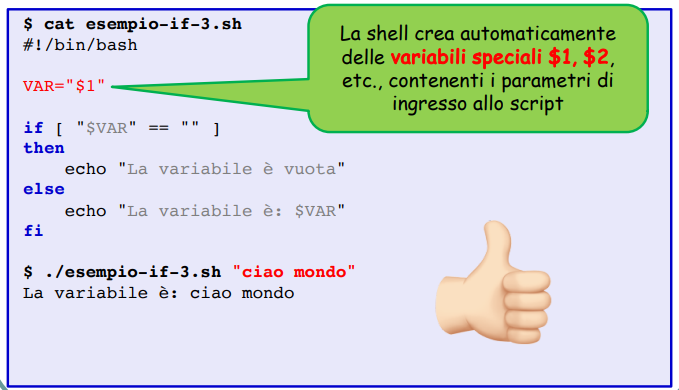 $ cat esempio-if-3.sh
#!/bin/bash
VAR="$1"
if [ "$VAR" == "" ]
then
    echo "La variabile è vuota"
else
    echo "La variabile è: $VAR"
fi
$ ./esempio-if-3.sh "ciao mondo"
La variabile è: ciao mondo
La shell crea automaticamente
delle variabili speciali $1, $2,
etc., contenenti i parametri di
ingresso allo script